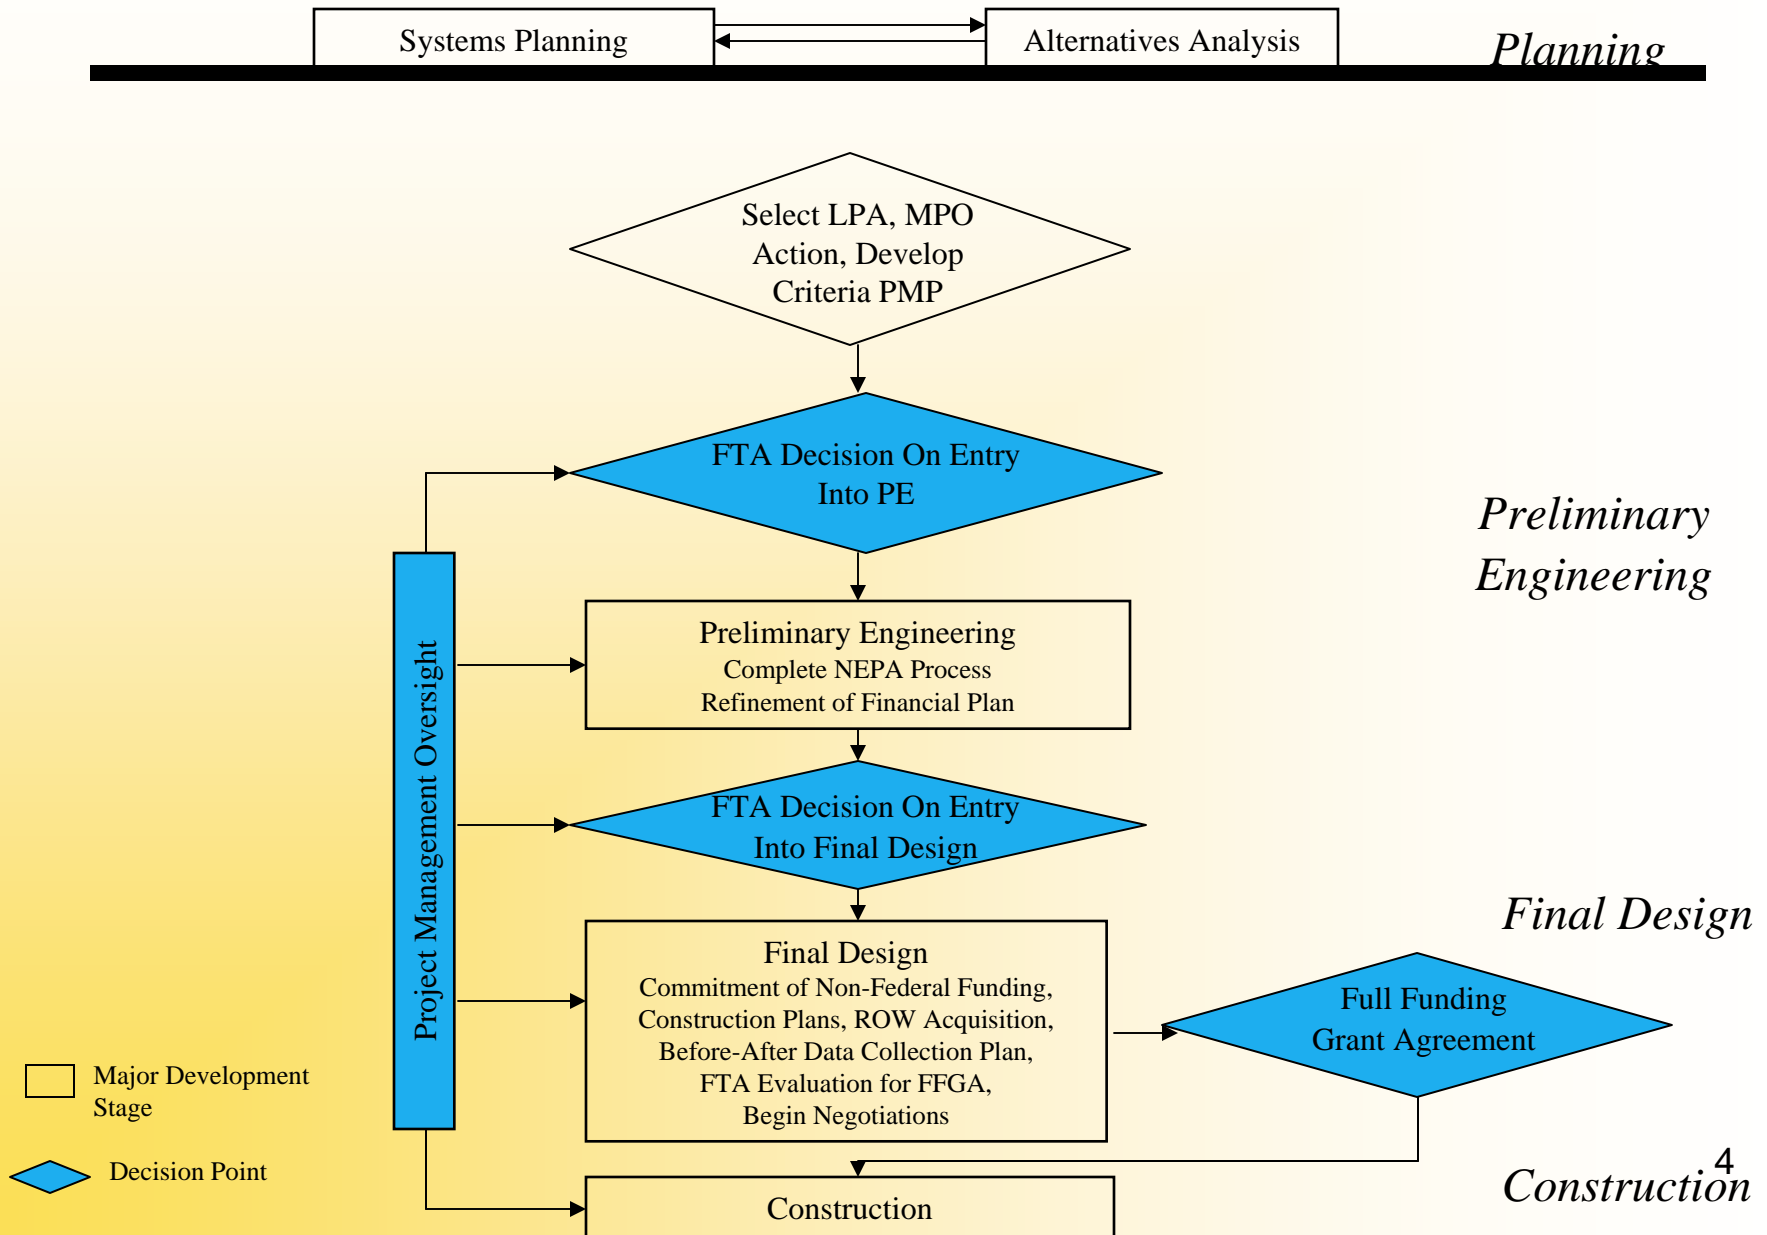 Systems Planning
Alternatives Analysis
Planning
Select LPA, MPO
Action, Develop
Criteria PMP
FTA Decision On Entry
Into PE
Preliminary
Engineering
Preliminary Engineering
Complete NEPA Process
Refinement of Financial Plan
Project Management Oversight
FTA Decision On Entry
Into Final Design
Final Design
Final Design
Commitment of Non-Federal Funding,
Construction Plans, ROW Acquisition,
Before-After Data Collection Plan,
FTA Evaluation for FFGA,
Begin Negotiations
Full Funding
Grant Agreement
Major Development
Stage
Decision Point
Construction
4
Construction